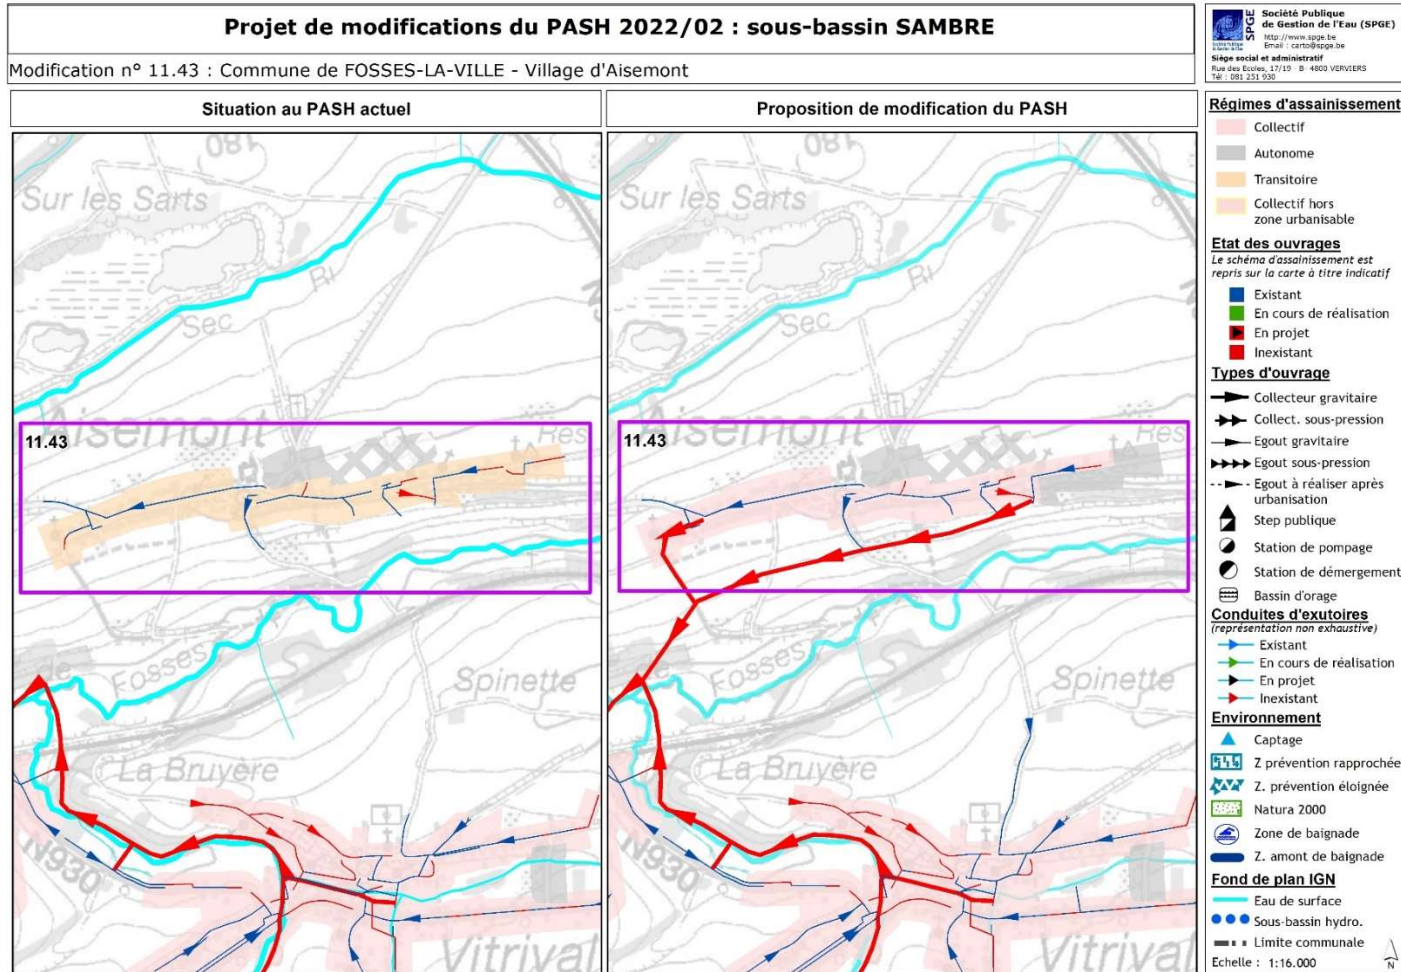 Projet de modifications du PASH 2022/02 : sous-bassin SAMBRE
Modification n° 11.43 : Commune de FOSSES-LA-VILLE - Village d'Aisemont
SPGE
Société Publique
de Gestion de l'Eau (SPGE)
http://www.spge.be
Email : carto@spge.be
Siège social et administratif
Rue des Ecoles, 17/19 - B- 4800 VERVIERS
Tél : 081 251 930
Situation au PASH actuel
180
Sur les Sarts
Ri
Sec
Aisemont
Res
11.43
de
Fosses
Spinette
La Bruyère
N930
Vitrival
Proposition de modification du PASH
180
Sur les Sarts
Ri
Sec
Aisemont
Res
11.43
de
Fosses
Spinette
La Bruyère
N930
Vitrival
Régimes d'assainissement
Collectif
Autonome
Transitoire
Collectif hors
zone urbanisable
Etat des ouvrages
Le schéma d'assainissement est
repris sur la carte à titre indicatif
Existant
En cours de réalisation
En projet
Inexistant
Types d'ouvrage
Collecteur gravitaire
Collect. sous-pression
Egout gravitaire
Egout sous-pression
Egout à réaliser après
urbanisation
Step publique
Station de pompage
Station de démergement
Bassin d'orage
Conduites d'exutoires
(représentation non exhaustive)
Existant
En cours de réalisation
En projet
Inexistant
Environnement
Captage
Z prévention rapprochée
Z. prévention éloignée
Natura 2000
Zone de baignade
Z. amont de baignade
Fond de plan IGN
Eau de surface
Sous-bassin hydro.
Limite communale
Echelle : 1:16.000
N